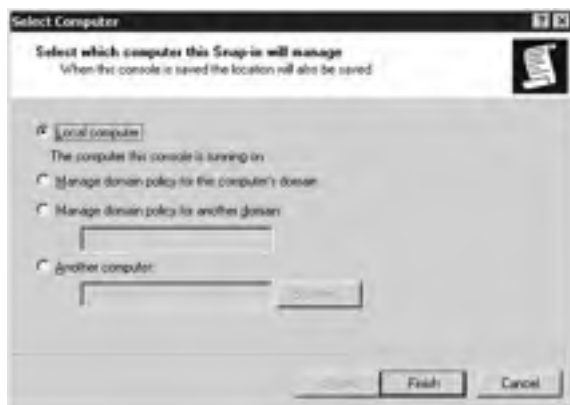 Select Computer
Select which computer this Snap-in will manage
When this console is saved the location will also be saved
Local computer
The computer this console is running on
Manage domain policy for this computer's domain
Manage domain policy for another domain:
Another computer:
Finish
Cancel